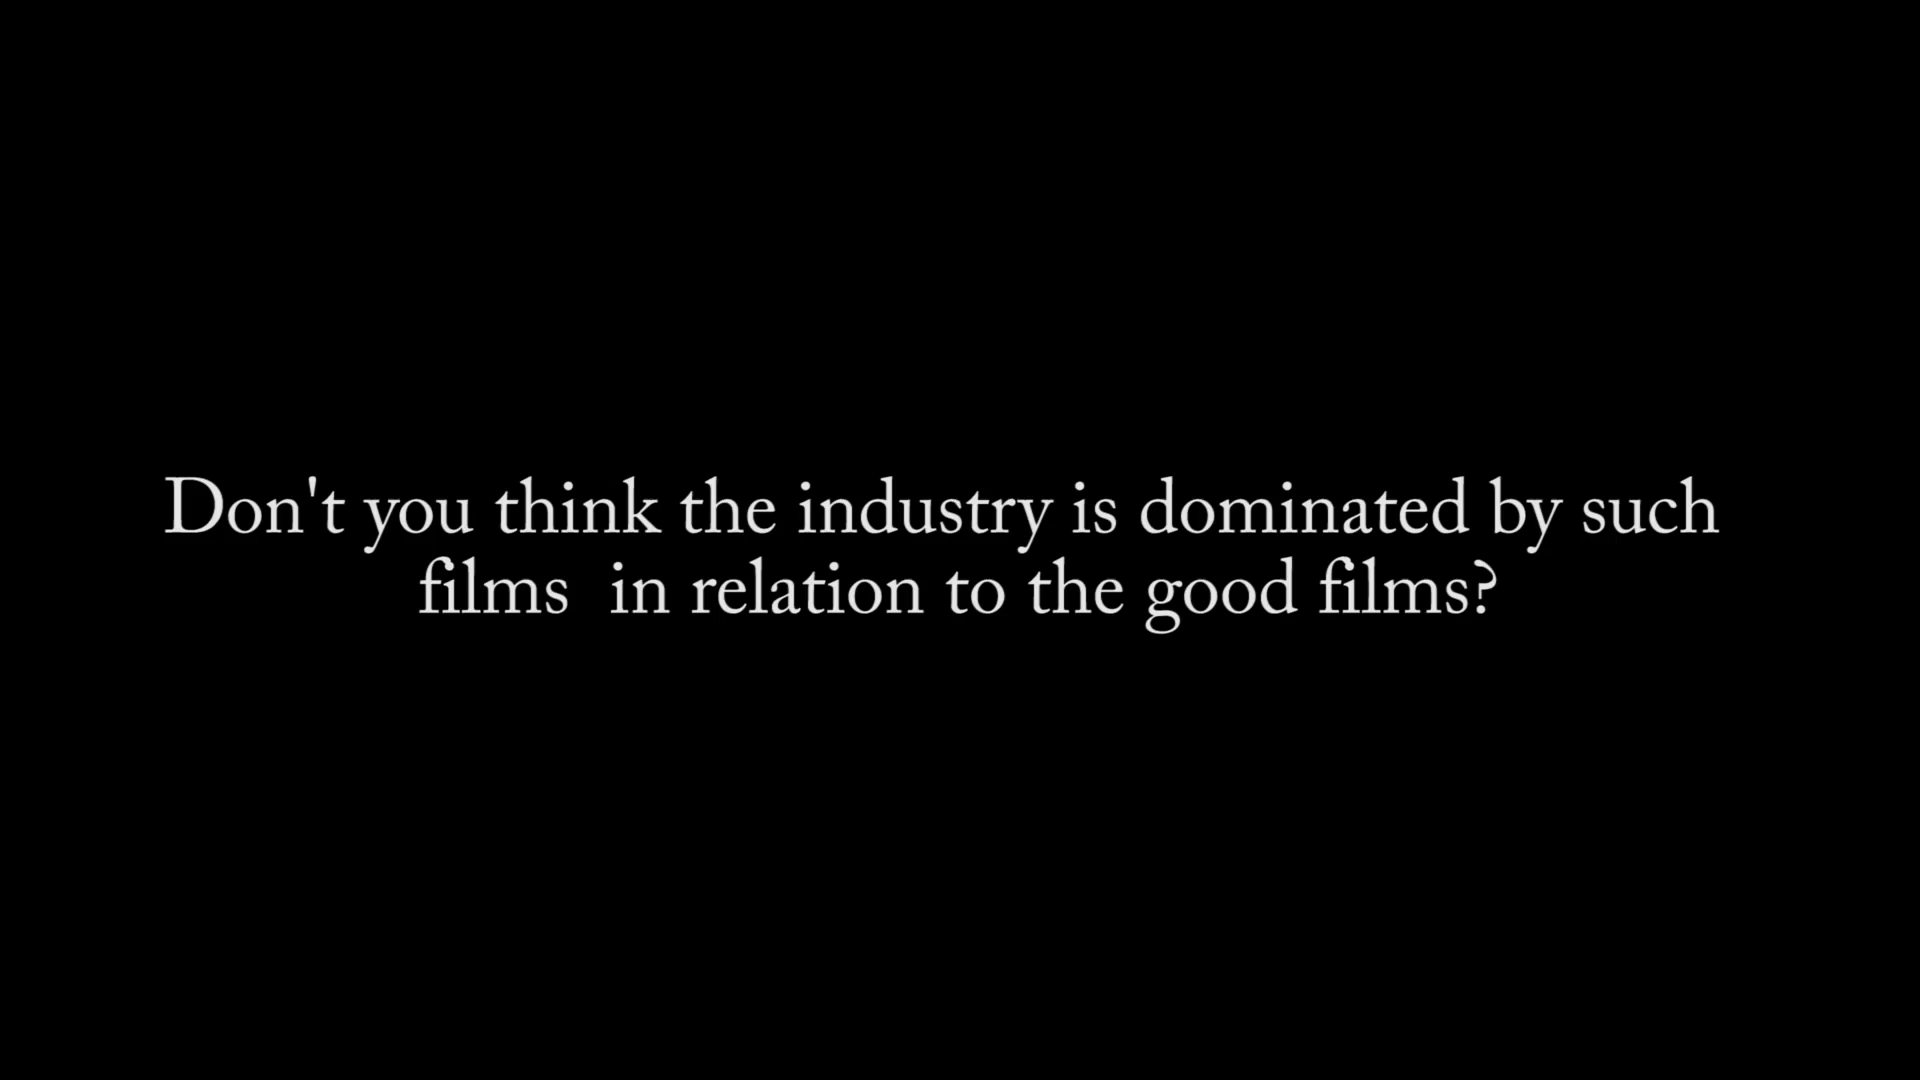 Don't you think the industry is dominated by such
films  in relation to the good films?